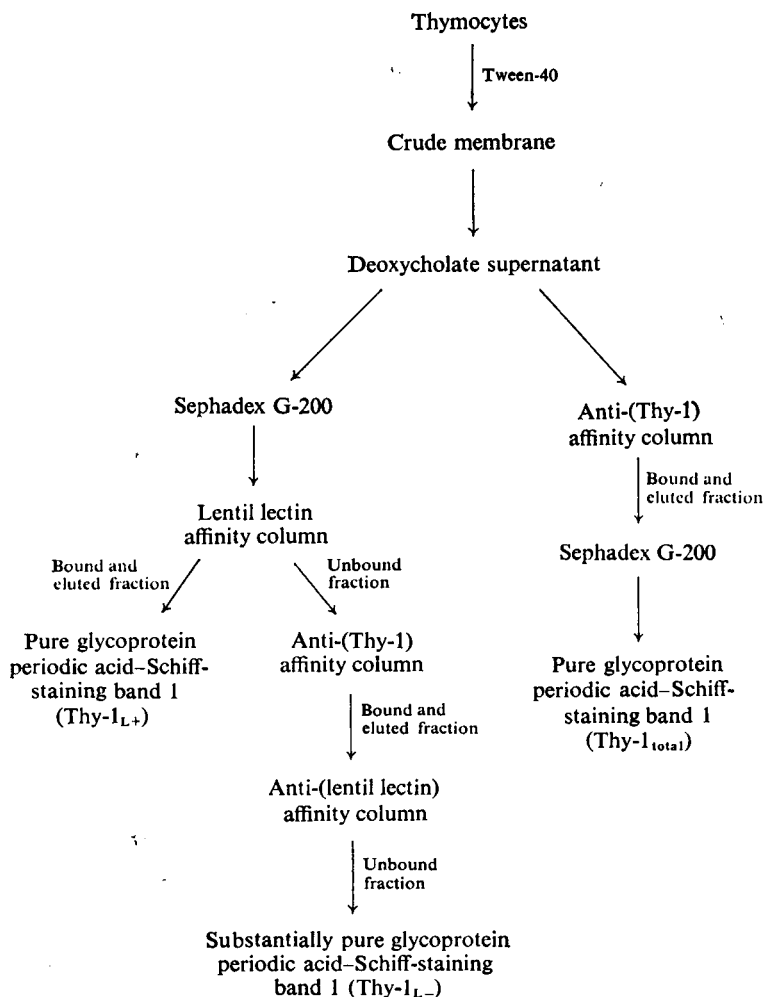 Thymocytes
Tween-40
Crude membrane
Deoxycholate supernatant
Sephadex G-200
Anti-(Thy-1)
affinity column
Bound and
eluted fraction
Lentil lectin
affinity column
Sephadex G-200
Bound and
eluted fraction
Unbound
fraction
Pure glycoprotein
periodic acid–Schiff-
staining band 1
(Thy-1L+)
Anti-(Thy-1)
affinity column
Pure glycoprotein
periodic acid–Schiff-
staining band 1
(Thy-1total)
Bound and
eluted fraction
Anti-(lentil lectin)
affinity column
Unbound
fraction
Substantially pure glycoprotein
periodic acid–Schiff-staining
band 1 (Thy-1L−)